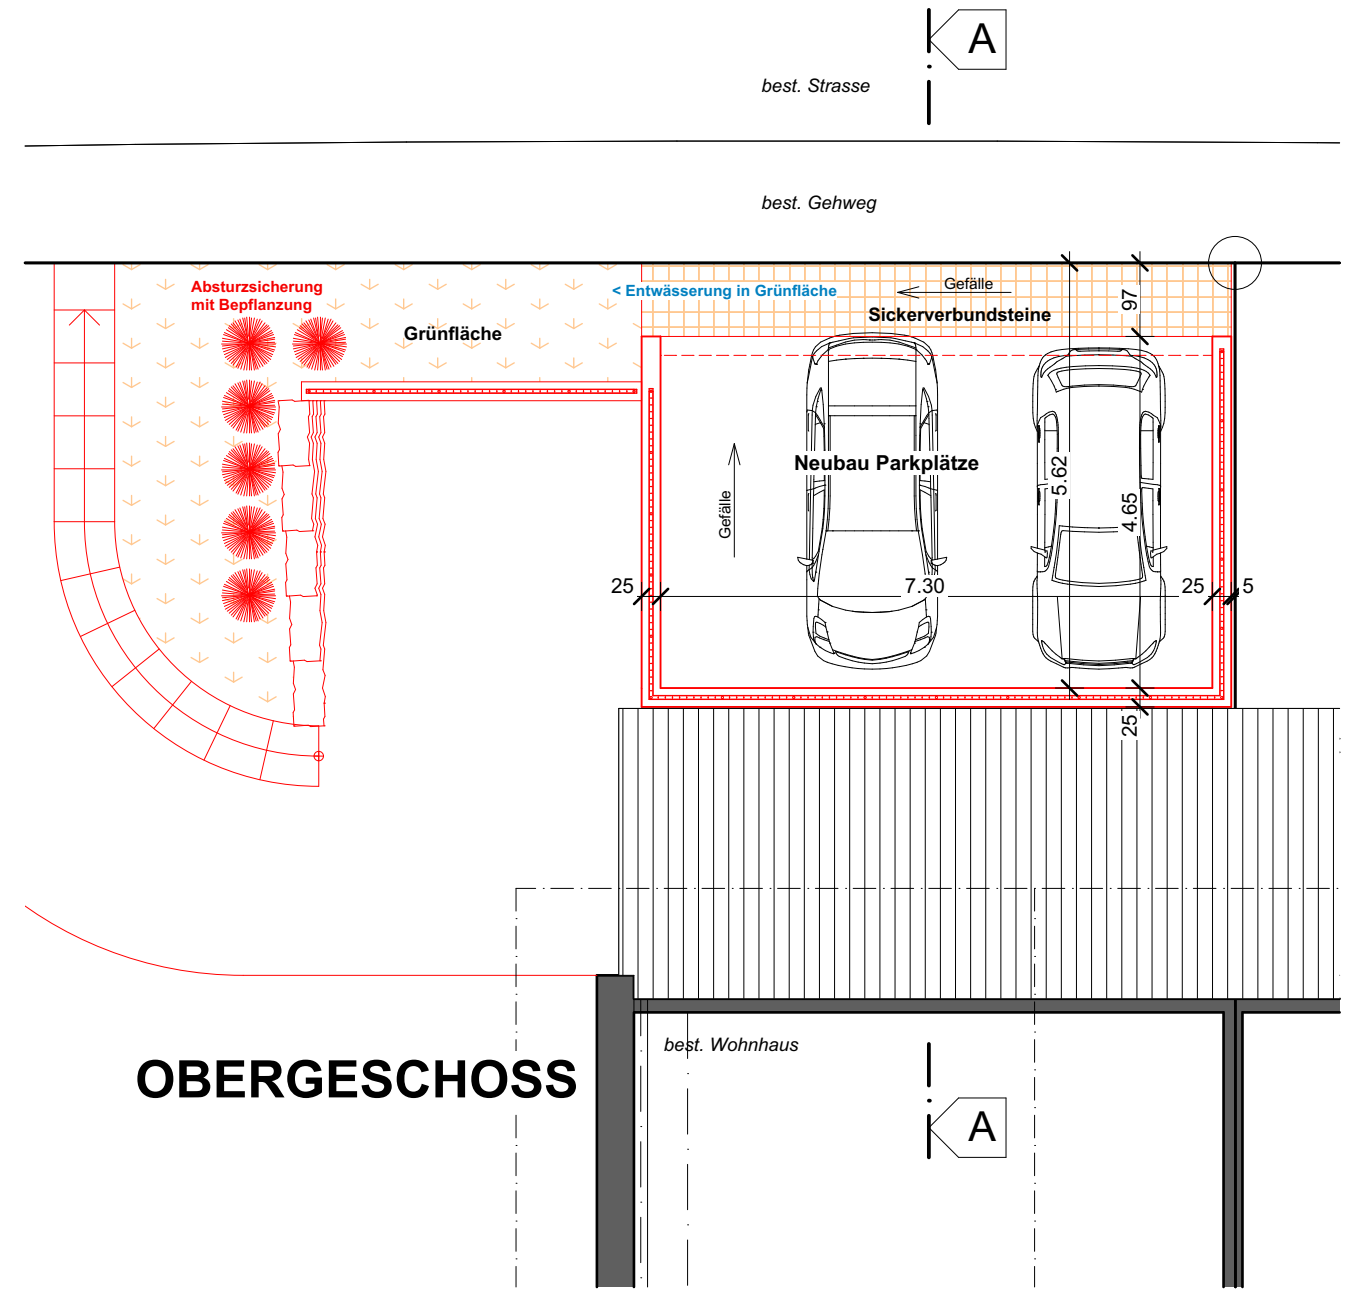 A
best. Strasse
best. Gehweg
Absturzsicherung
mit Bepflanzung
< Entwässerung in Grünfläche
Gefälle
Sickerverbundsteine
97
Grünfläche
Neubau Parkplätze
5.62
4.65
Gefälle
25
7.30
25
5
25
best. Wohnhaus
OBERGESCHOSS
A